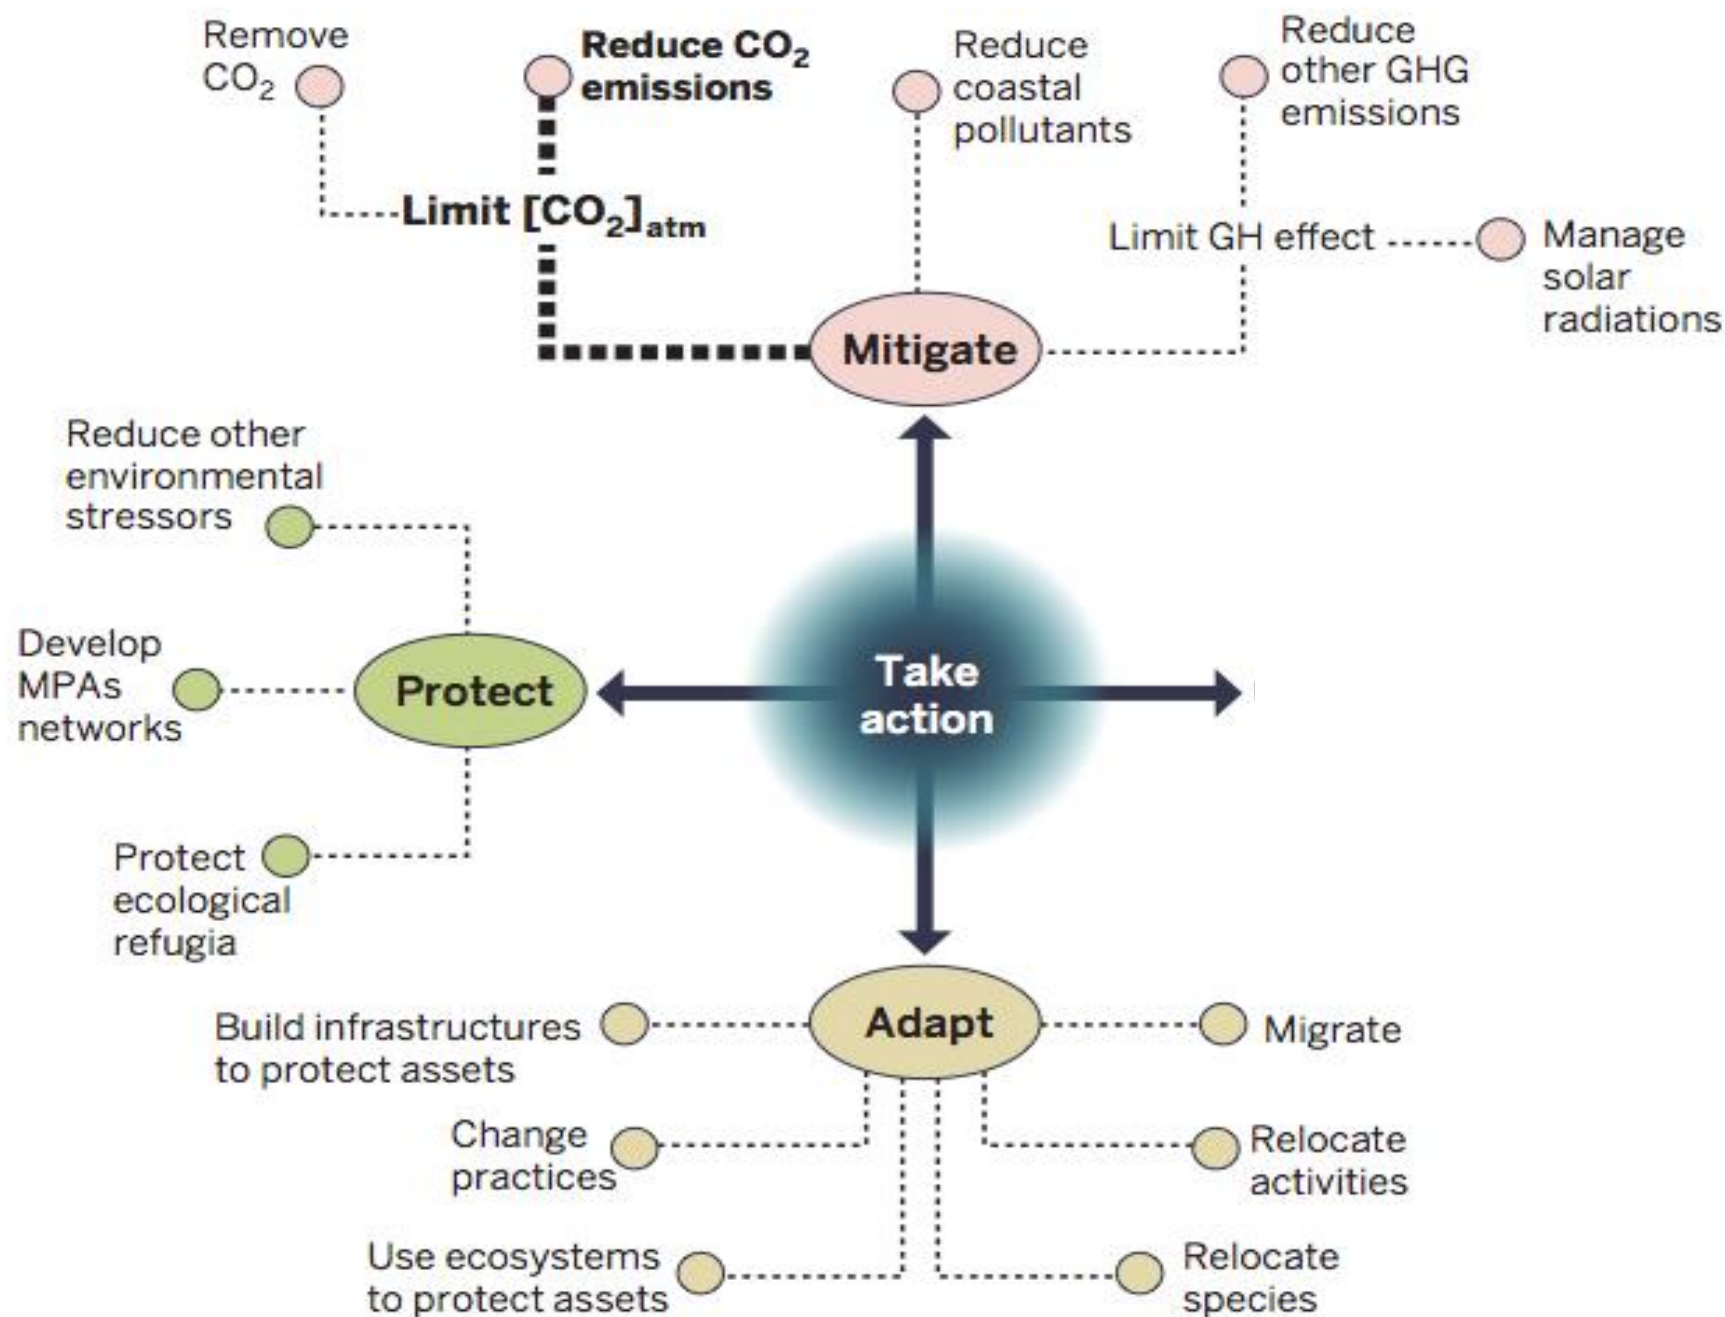 Remove
CO₂
Reduce CO₂
emissions
Reduce
coastal
pollutants
Reduce
other GHG
emissions
Limit [CO₂]atm
Limit GH effect
Manage
solar
radiations
Mitigate
Reduce other
environmental
stressors
Develop
MPAs
networks
Protect
Take
action
Protect
ecological
refugia
Build infrastructures
to protect assets
Adapt
Migrate
Change
practices
Relocate
activities
Use ecosystems
to protect assets
Relocate
species